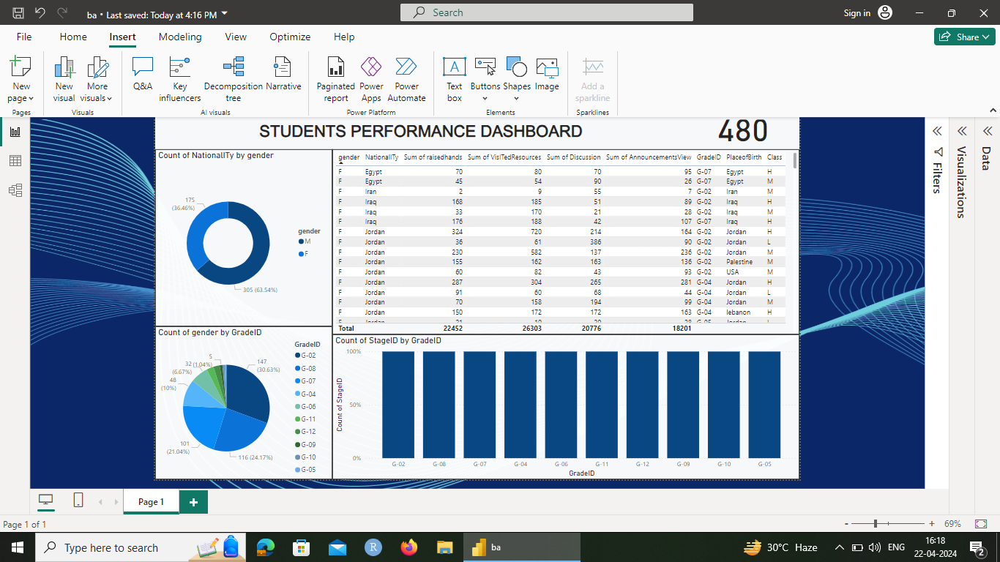 ba • Last saved: Today at 4:16 PM
Search
Sign in
File Home Insert Modeling View Optimize Help
Share
New page
New visual
More visuals
Q&A
Key influencers
Decomposition tree
Narrative
Paginated report
Power Apps
Power Automate
Text box
Buttons
Shapes
Image
Add a sparkline
Pages Visuals AI visuals Power Platform Elements Sparklines
STUDENTS PERFORMANCE DASHBOARD 480
Count of NationalITy by gender
175
(36.46%)
305 (63.54%)
gender
M
F
gender NationalITy Sum of raisedhands Sum of VisITedResources Sum of Discussion Sum of AnnouncementsView GradeID PlaceofBirth Class
F Egypt 70 80 70 95 G-07 Egypt H
F Egypt 45 54 90 26 G-07 Egypt M
F Iran 2 9 55 7 G-02 Iran M
F Iraq 168 185 51 89 G-02 Iraq H
F Iraq 33 170 21 28 G-02 Iraq M
F Iraq 176 188 42 107 G-07 Iraq H
F Jordan 324 720 214 164 G-02 Jordan H
F Jordan 36 61 386 90 G-02 Jordan L
F Jordan 230 582 137 236 G-02 Jordan M
F Jordan 155 162 163 136 G-02 Palestine M
F Jordan 60 82 43 93 G-02 USA M
F Jordan 287 304 265 281 G-04 Jordan H
F Jordan 91 60 68 44 G-04 Jordan L
F Jordan 70 158 194 99 G-04 Jordan M
F Jordan 150 172 172 163 G-04 lebanon H
Total 22452 26303 20776 18201
Count of gender by GradeID
147
(30.63%)
116 (24.17%)
101
(21.04%)
48
(10%)
32
(6.67%)
(1.04%)
5
GradeID
G-02
G-08
G-07
G-04
G-06
G-11
G-12
G-09
G-10
G-05
Count of StageID by GradeID
Count of StageID
100%
50%
0%
G-02 G-08 G-07 G-04 G-06 G-11 G-12 G-09 G-10 G-05
GradeID
Filters
Visualizations
Data
Page 1
Page 1 of 1
- + 69%
Type here to search
R
ba
30°C Haze
ENG
16:18
22-04-2024
2